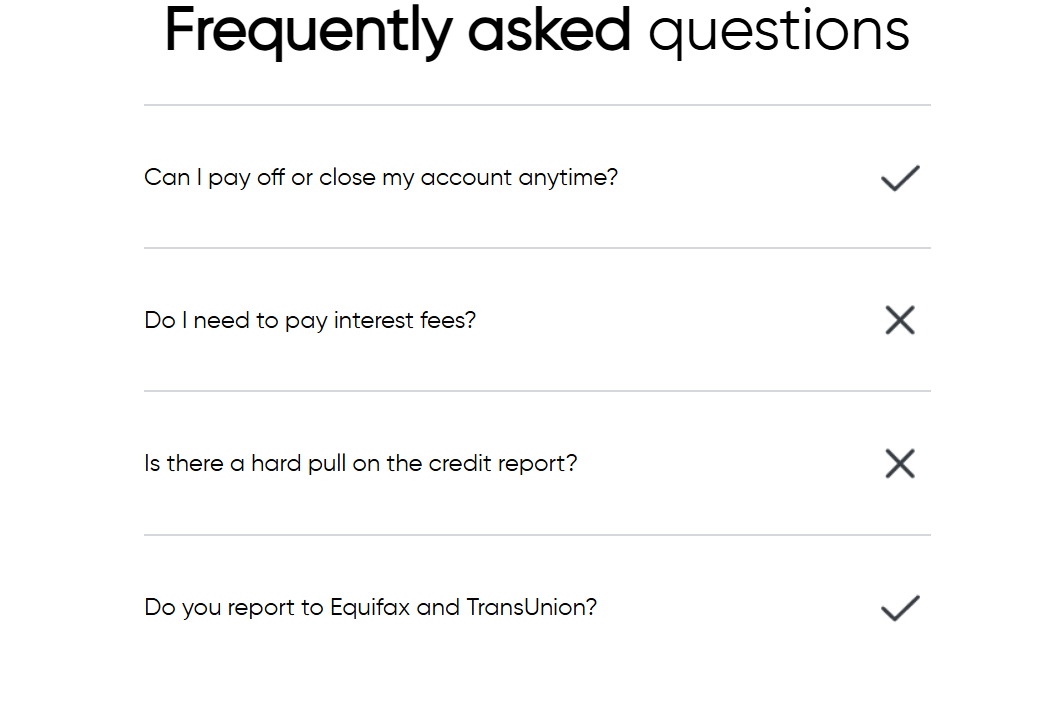 Frequently asked questions
Can I pay off or close my account anytime?
Do I need to pay interest fees?
Is there a hard pull on the credit report?
Do you report to Equifax and TransUnion?